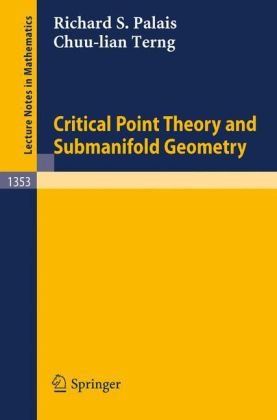 Richard S. Palais
Chuu-lian Terng
Lecture Notes in Mathematics
Critical Point Theory and
Submanifold Geometry
1353
Springer